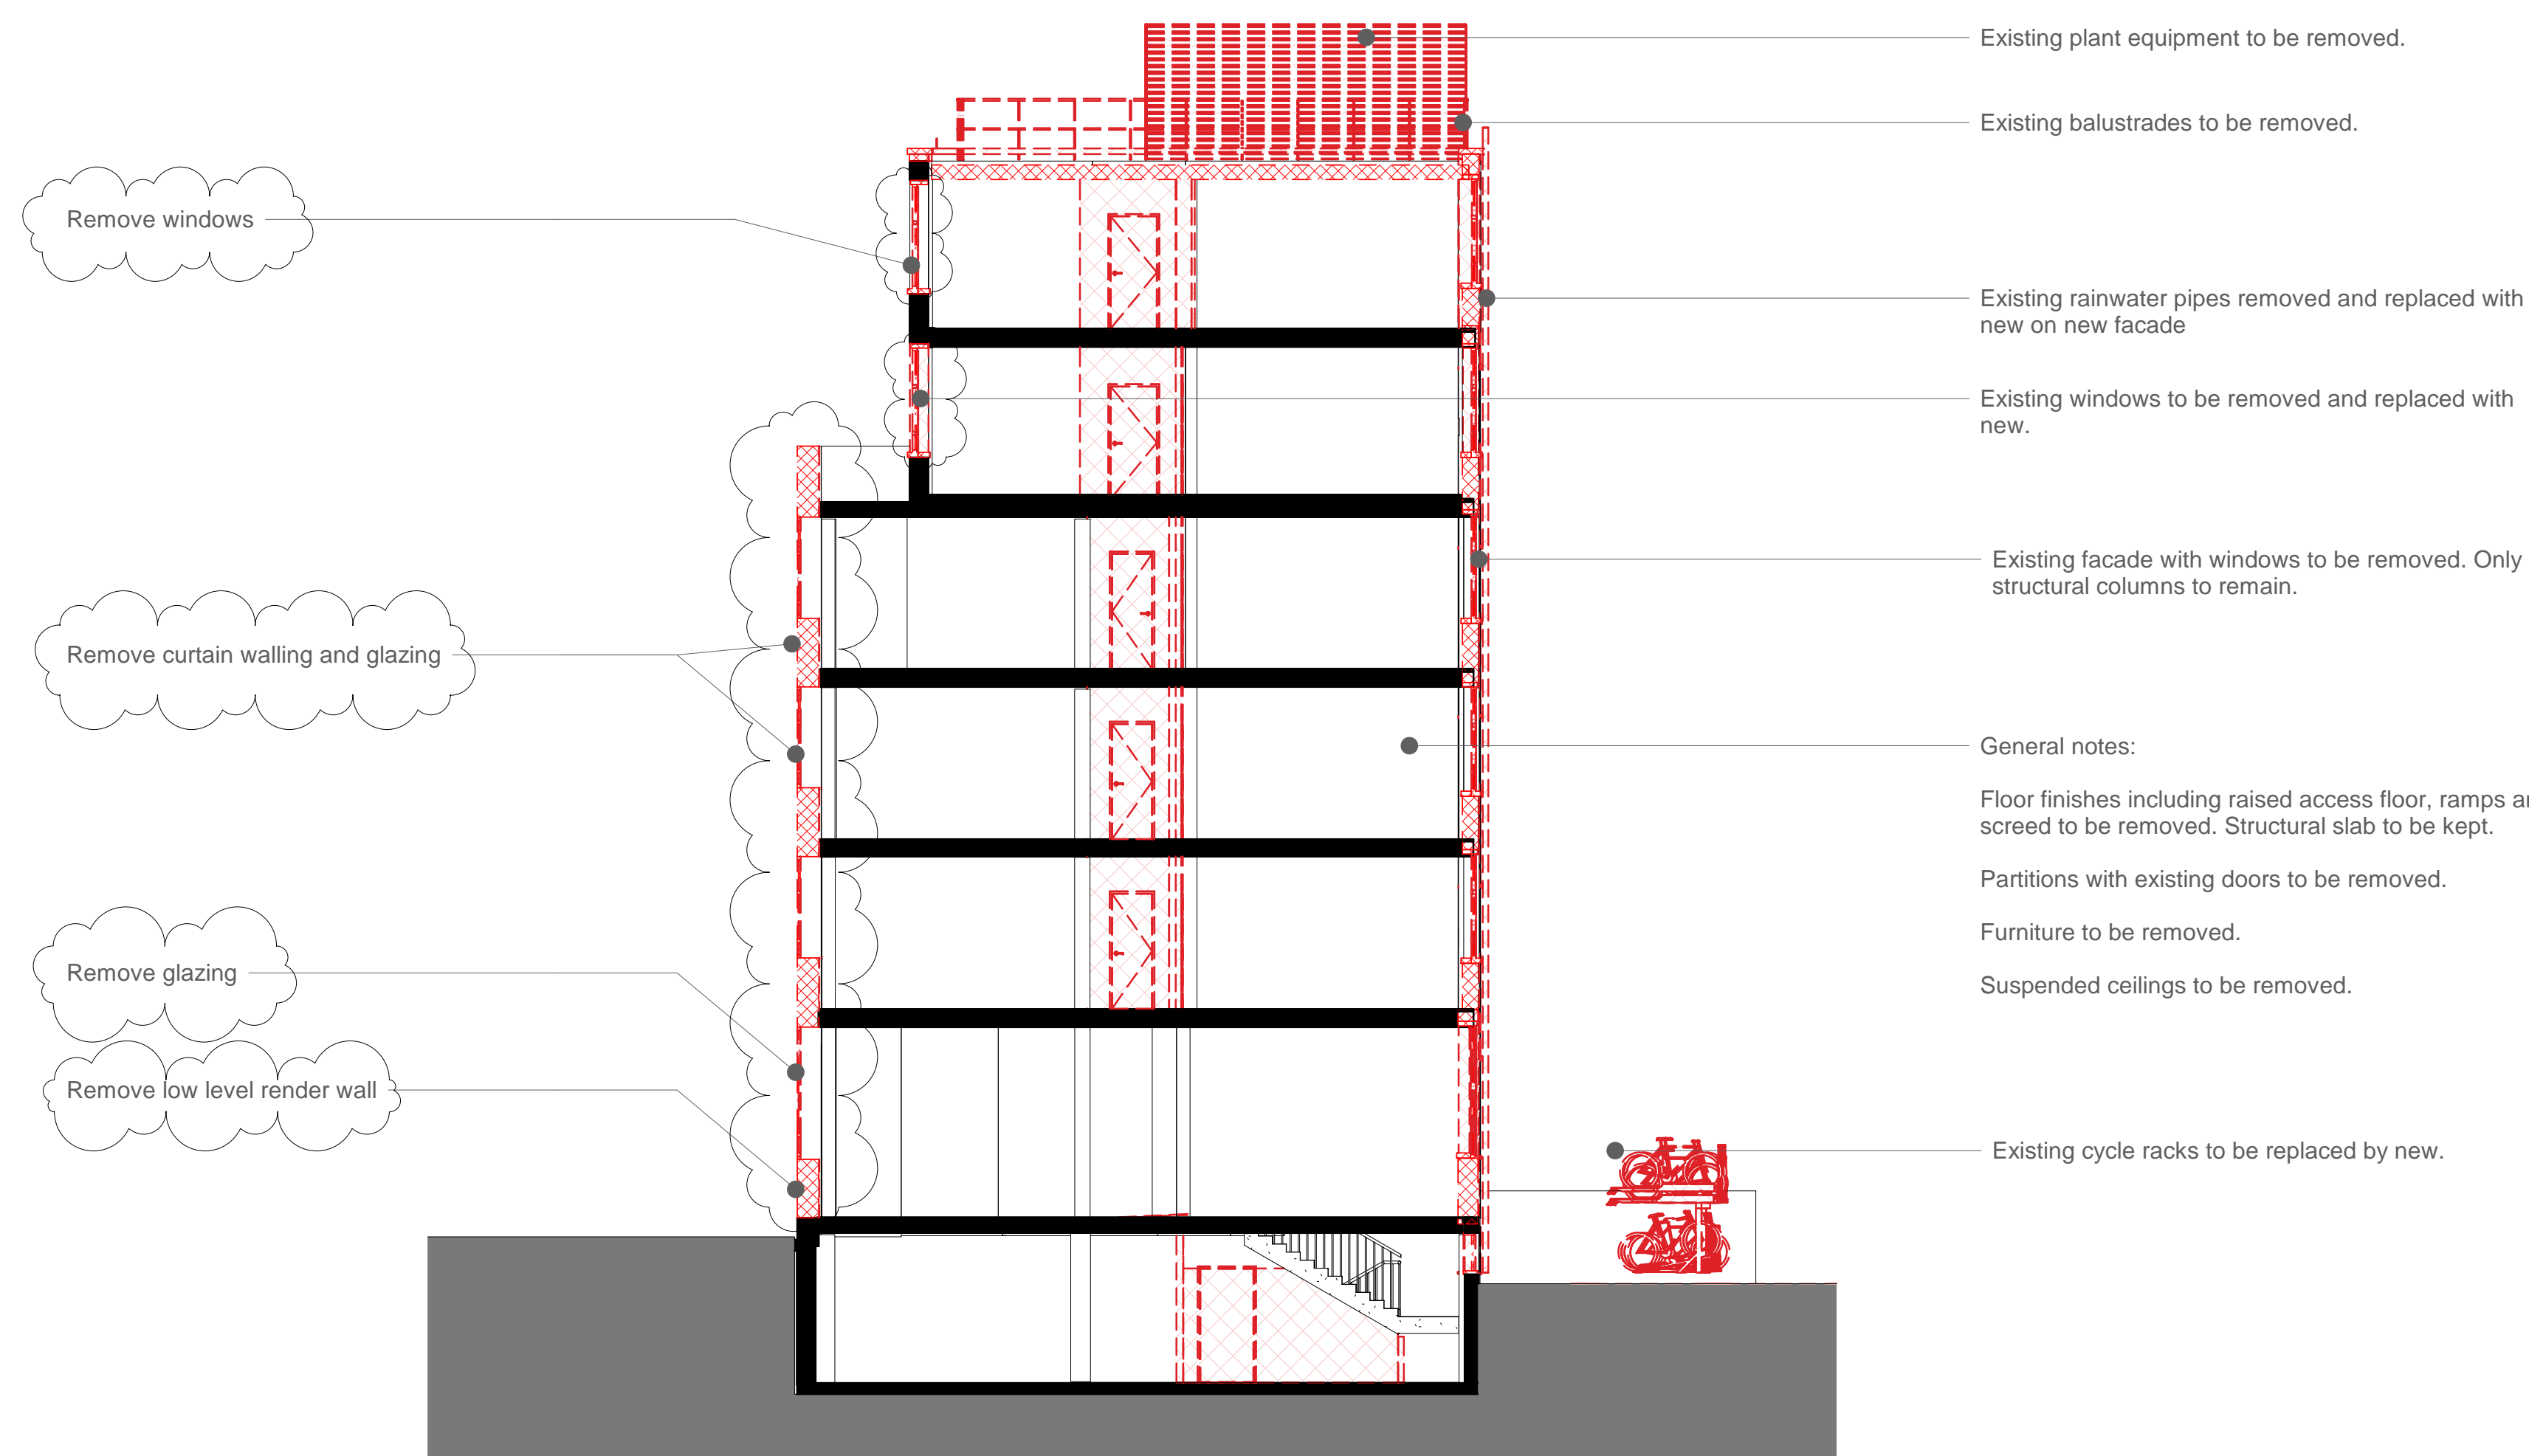 Existing plant equipment to be removed.
Existing balustrades to be removed.
Remove windows
Existing rainwater pipes removed and replaced with
new on new facade
Existing windows to be removed and replaced with
new.
Existing facade with windows to be removed. Only
structural columns to remain.
Remove curtain walling and glazing
General notes:
Floor finishes including raised access floor, ramps
screed to be removed. Structural slab to be kept.
Partitions with existing doors to be removed.
Remove glazing
Furniture to be removed.
Suspended ceilings to be removed.
Remove low level render wall
Existing cycle racks to be replaced by new.